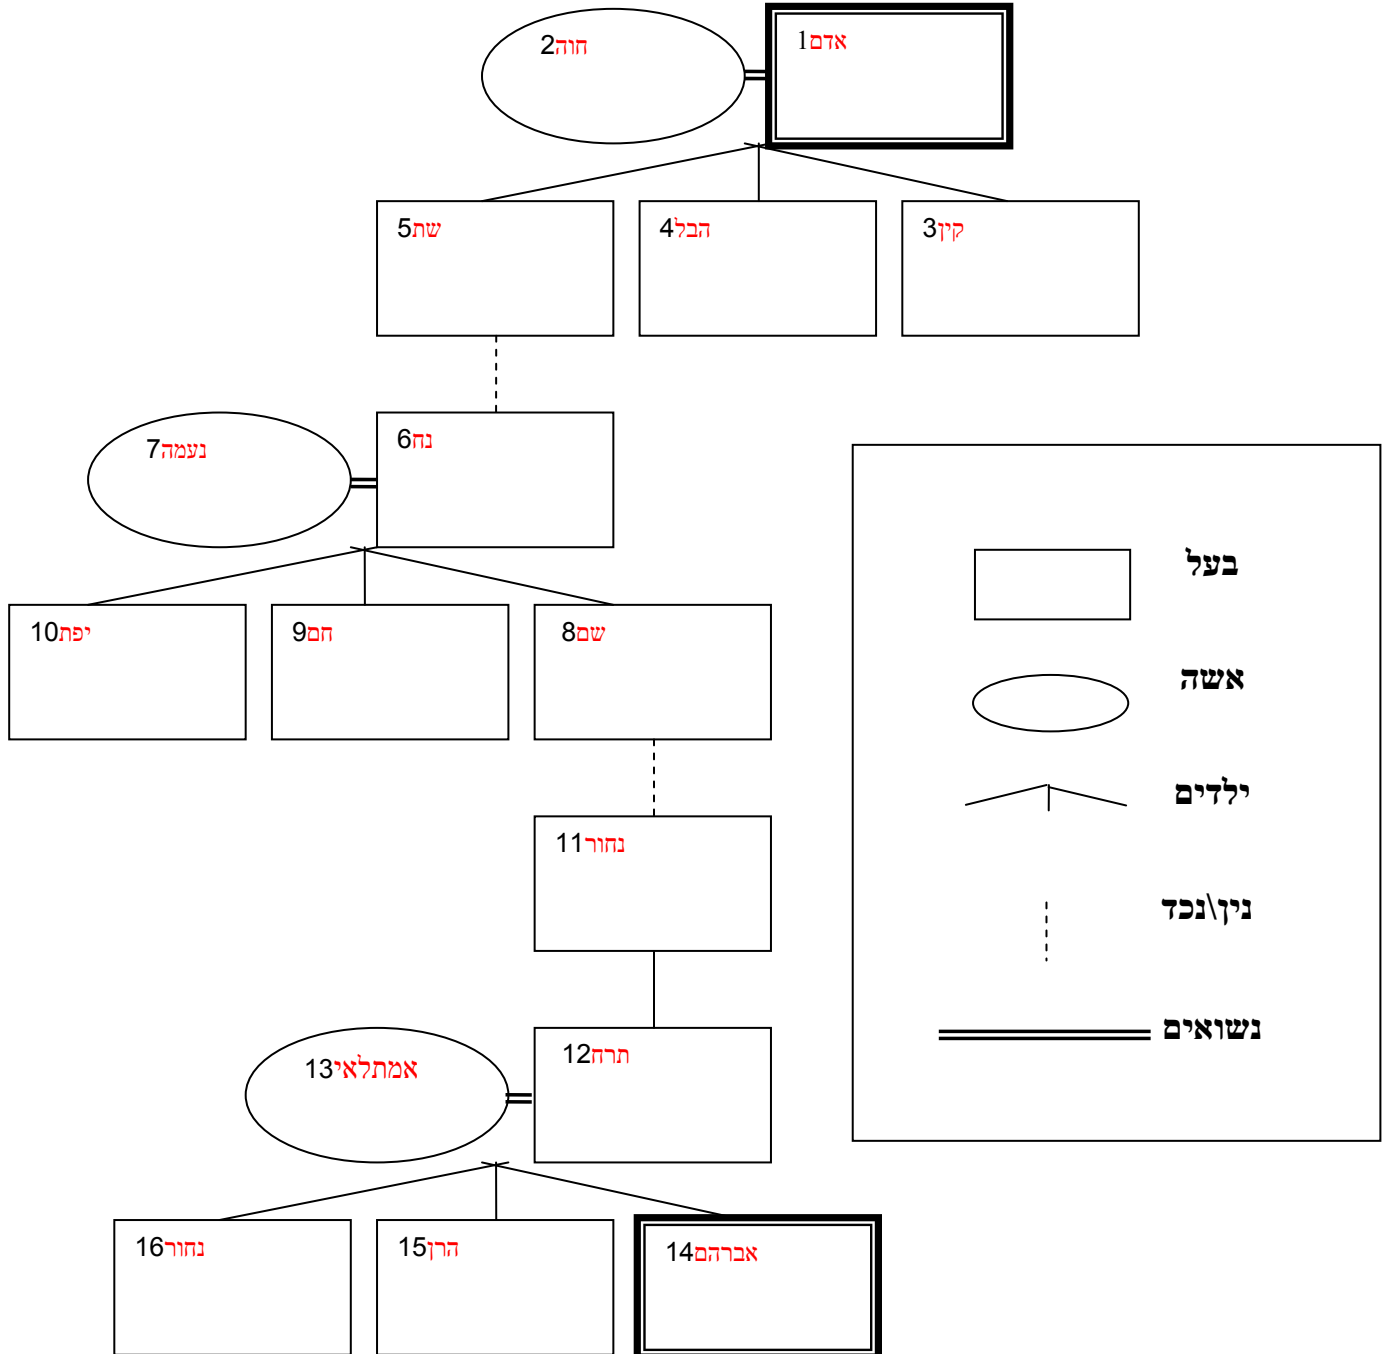 אדם1
חוה2
קין3
הבל4
שת5
נח6
נעמה7
שם8
חם9
יפת10
נחור11
תרח12
אמתלאי13
אברהם14
הרן15
נחור16
בעל
אשה
ילדים
נין\נכד
נשואים